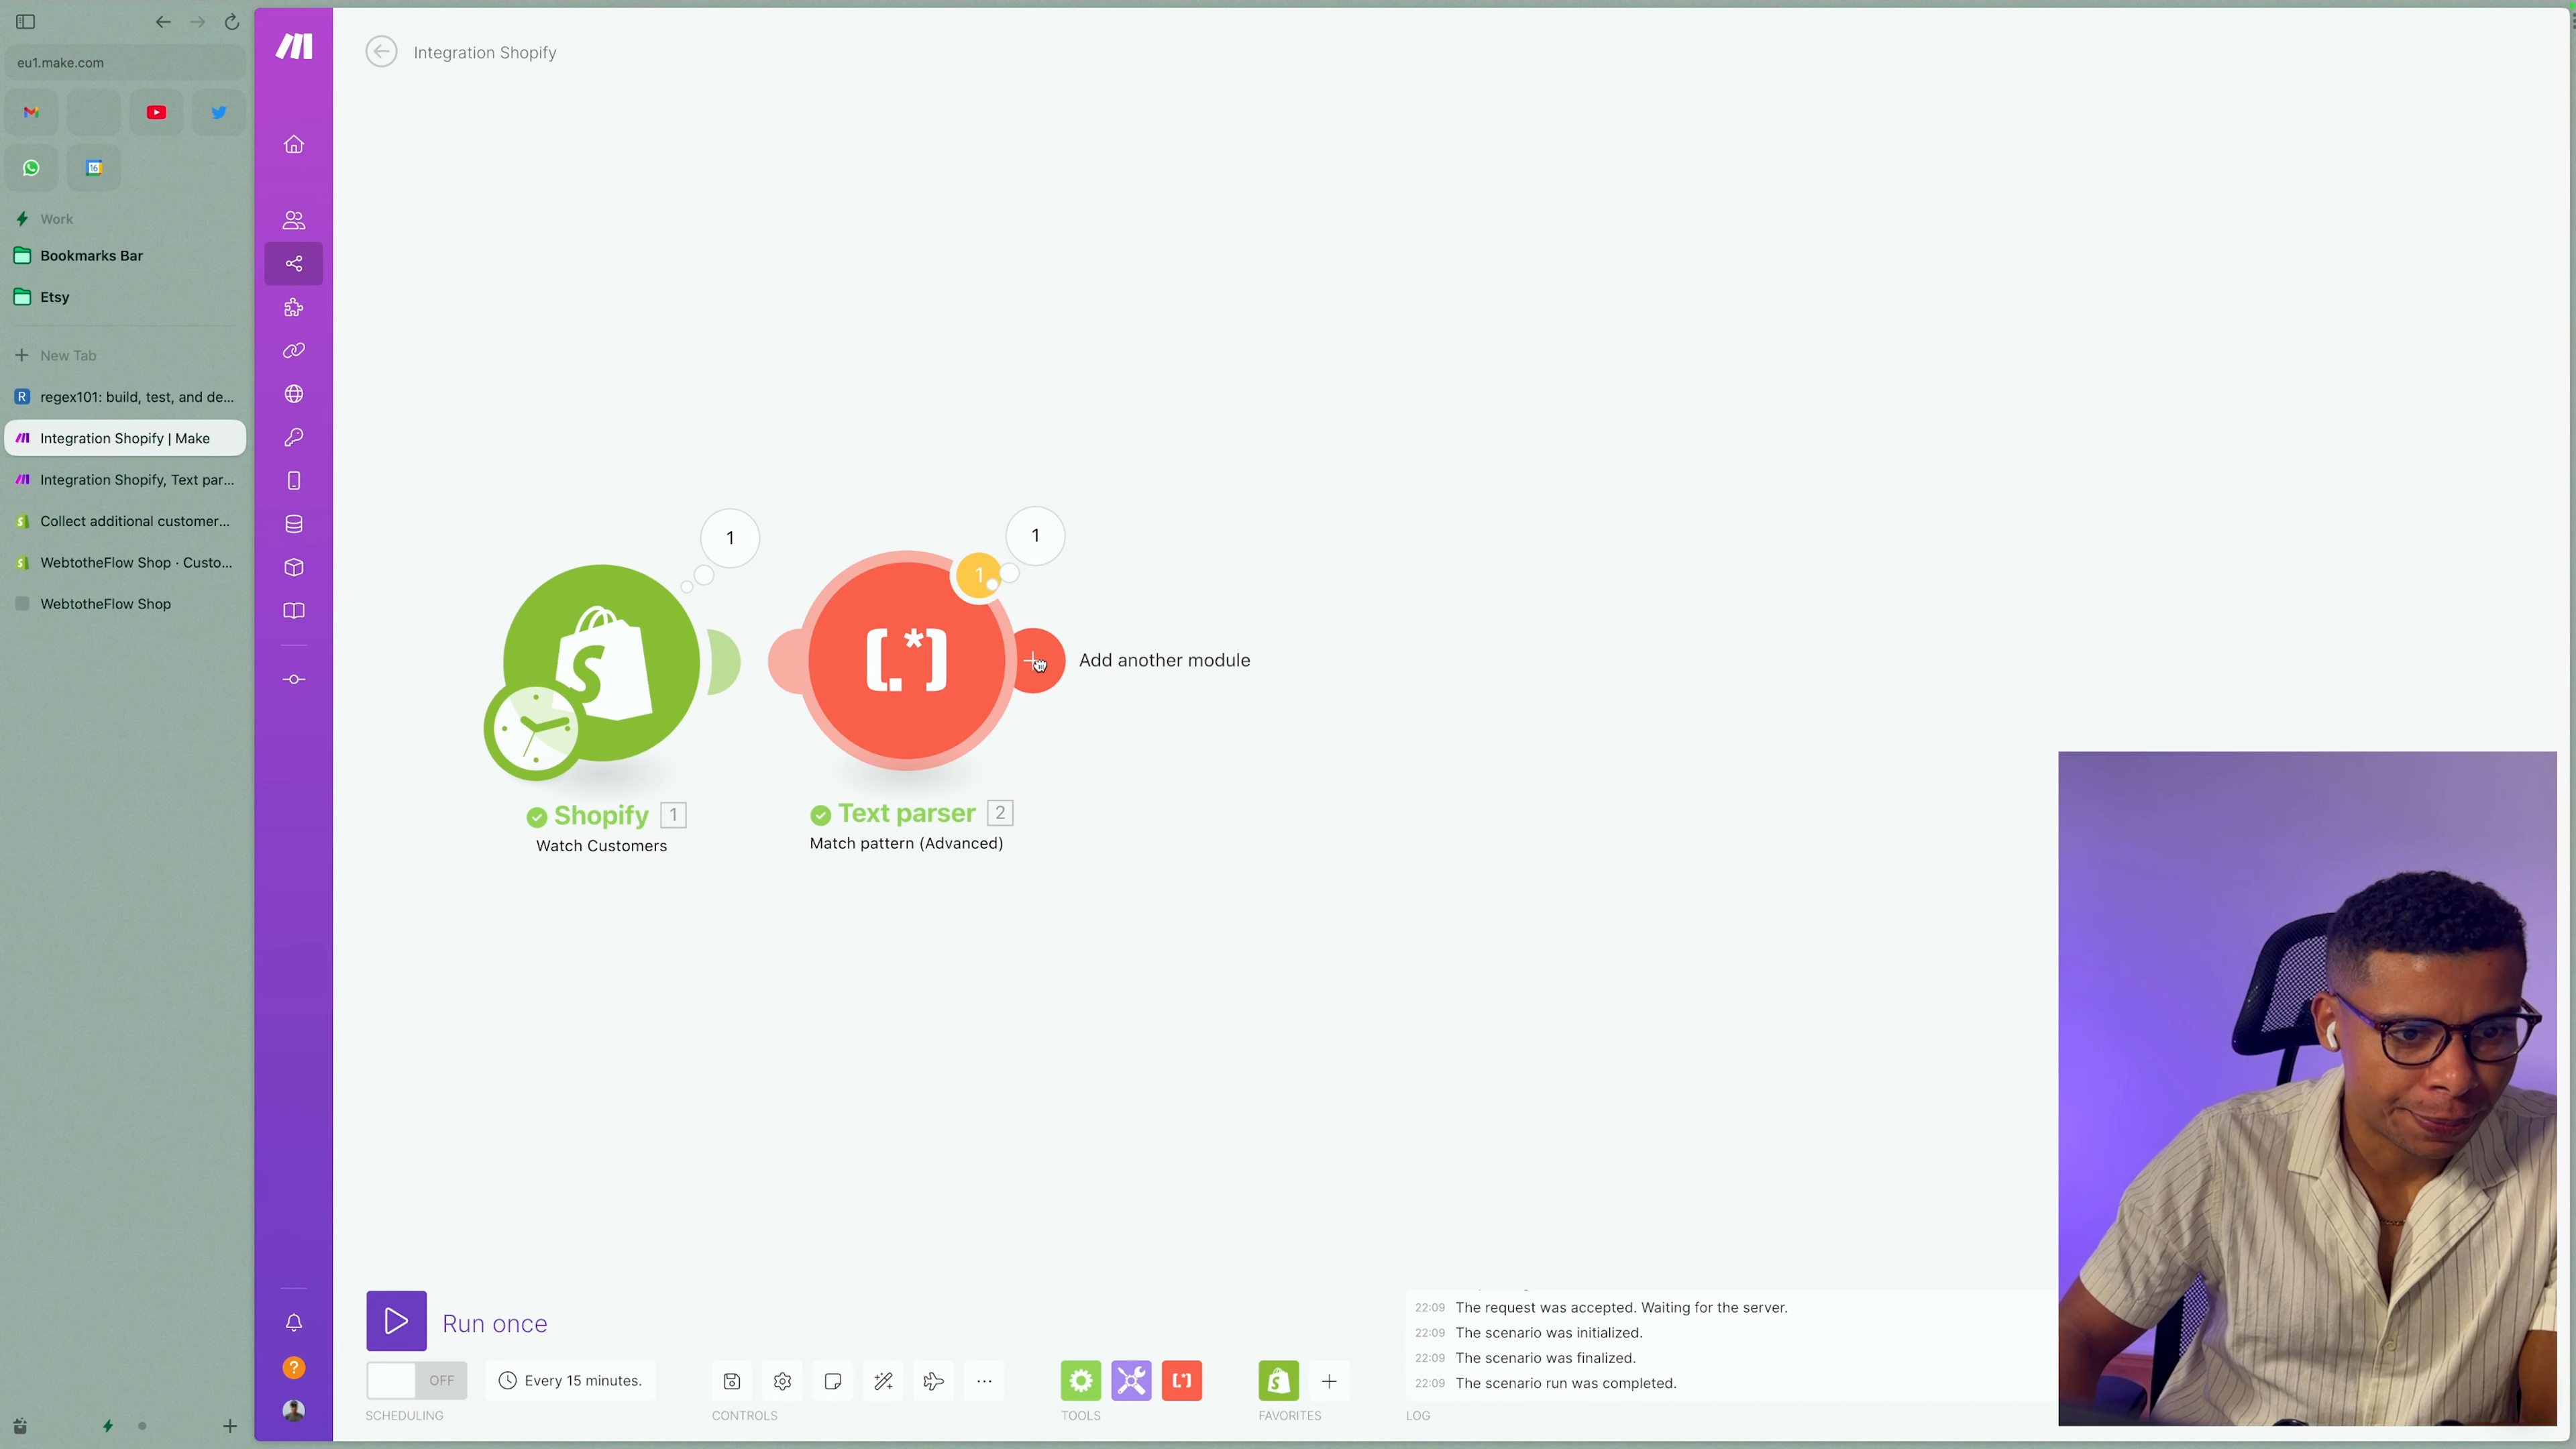 eu1.make.com
Work
Bookmarks Bar
Etsy
New Tab
regex101: build, test, and de...
Integration Shopify | Make
Integration Shopify, Text par...
Collect additional customer...
WebtotheFlow Shop · Custo...
WebtotheFlow Shop
Integration Shopify
1
1
1
Add another module
Shopify 1
Watch Customers
Text parser 2
Match pattern (Advanced)
Run once
OFF
Every 15 minutes.
SCHEDULING
CONTROLS
TOOLS
FAVORITES
22:09 The request was accepted. Waiting for the server.
22:09 The scenario was initialized.
22:09 The scenario was finalized.
22:09 The scenario run was completed.
LOG